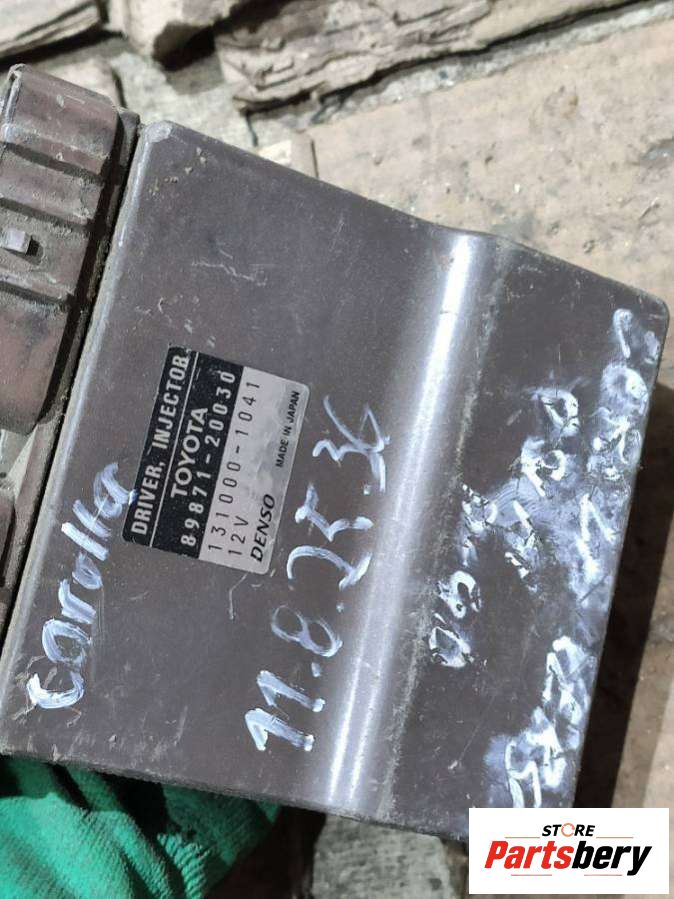 DRIVER, INJECTOR
TOYOTA
89871-20030
131000-1041
12V
DENSO MADE IN JAPAN
Corolla
11.8.25.36
STORE
Partsbery